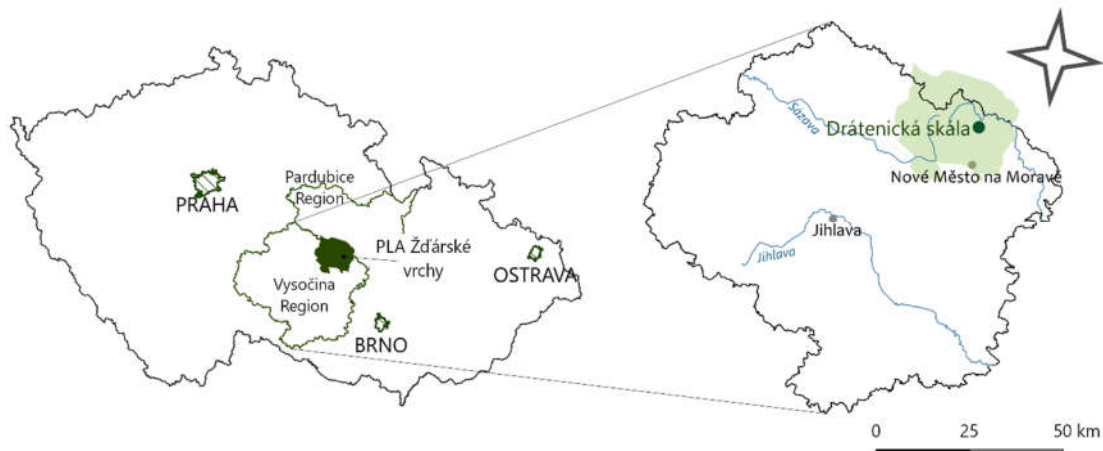 PRAHA
Pardubice
Region
PLA Žďárské
vrchy
Vysočina
Region
OSTRAVA
BRNO
Sázava
Drátenická skála
Nové Město na Moravě
Jihlava
Jihlava
0 25 50 km